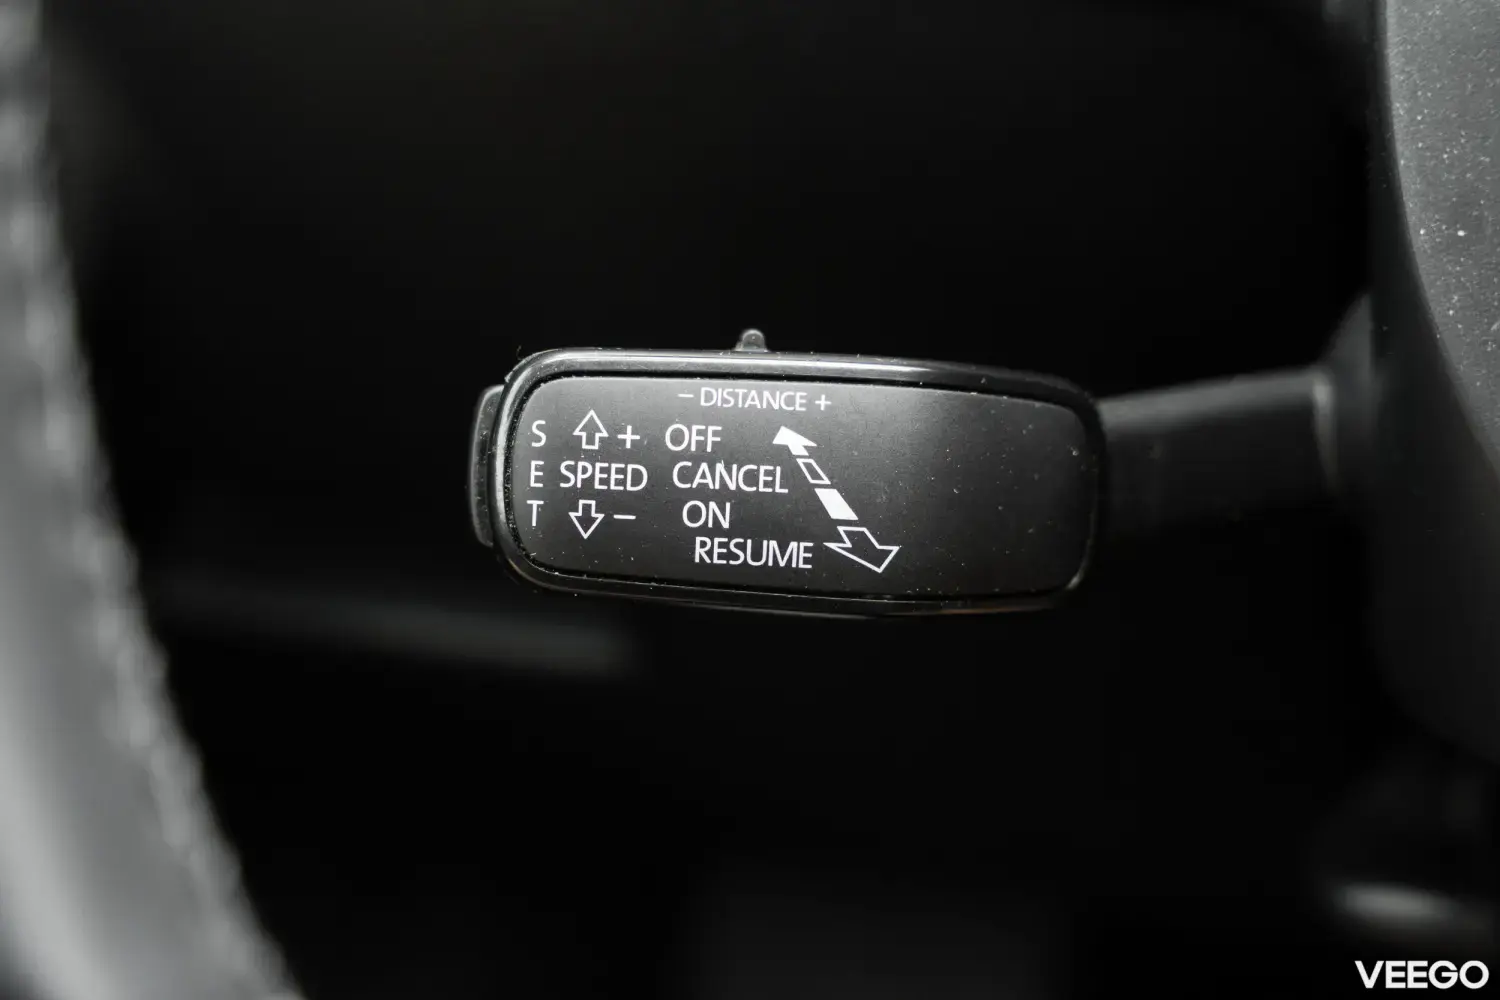 – DISTANCE +
S + OFF
E SPEED CANCEL
T – ON
RESUME
VEEGO